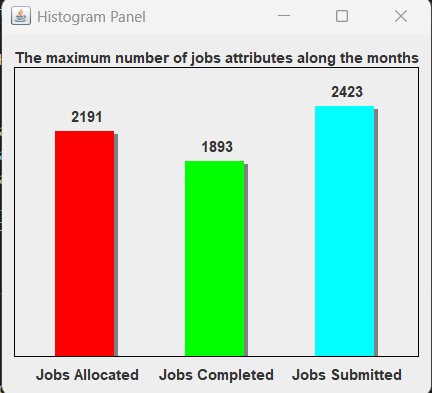 Histogram Panel
The maximum number of jobs attributes along the months
2191
1893
2423
Jobs Allocated
Jobs Completed
Jobs Submitted